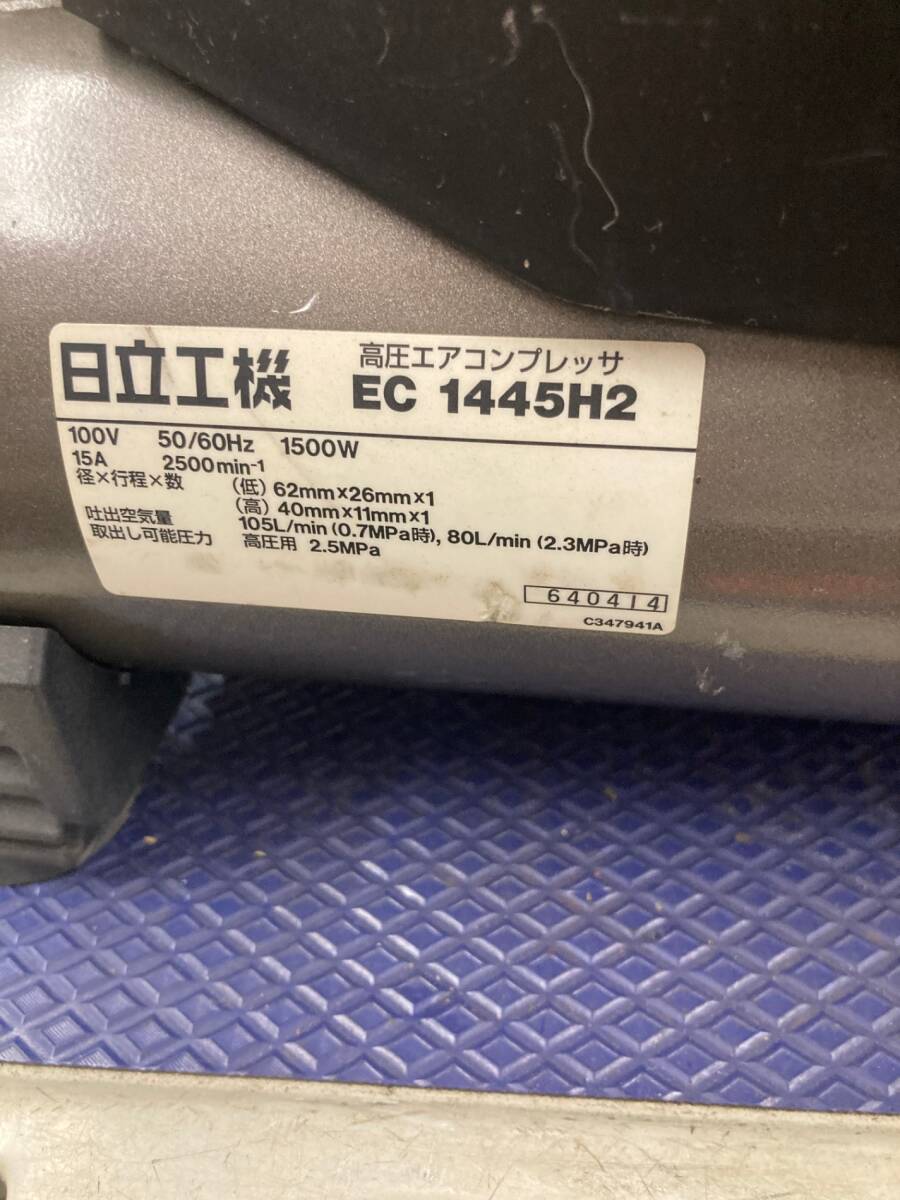 日立工機
高圧エアコンプレッサ
EC 1445H2
100V 50/60Hz 1500W
15A 2500min-1
径×行程×数 (低) 62mm×26mm×1
(高) 40mm×11mm×1
吐出空気量 105L/min (0.7MPa時), 80L/min (2.3MPa時)
取出し可能圧力 高圧用 2.5MPa
640414
C347941A